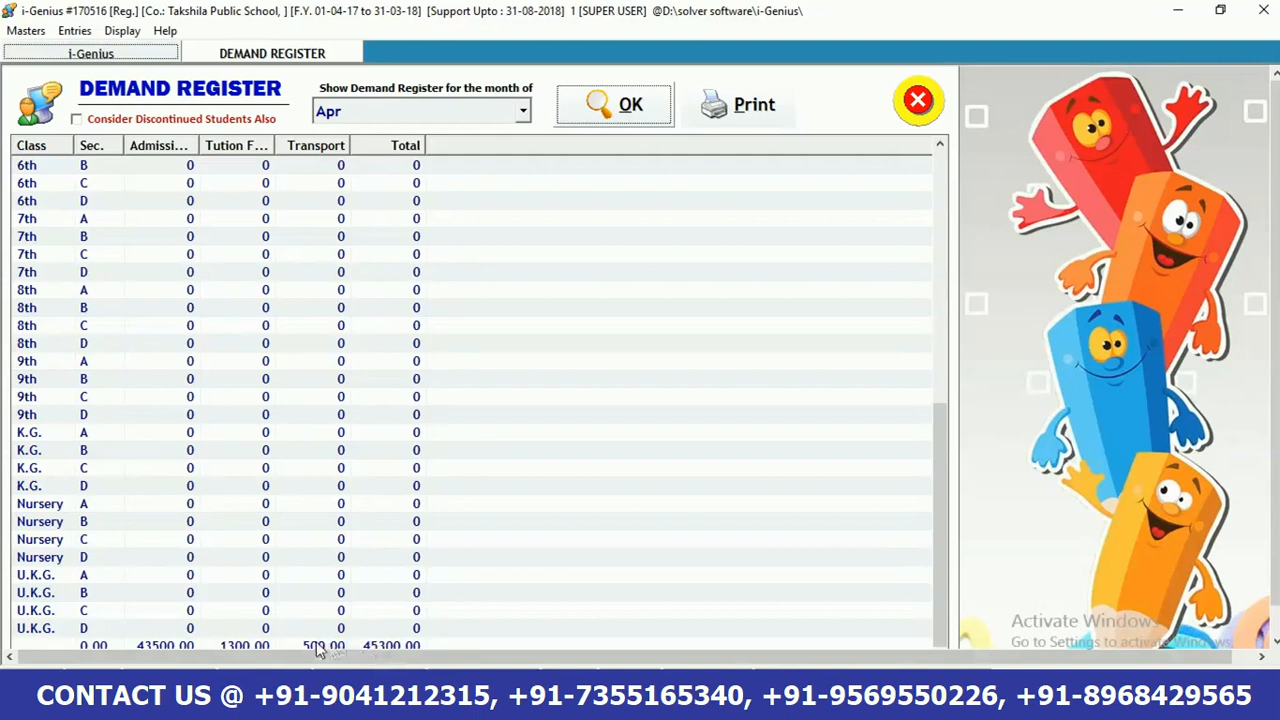 i-Genius #170516 [Reg.] [Co.: Takshila Public School, ] [F.Y. 01-04-17 to 31-03-18] [Support Upto : 31-08-2018] 1 [SUPER USER] @D:\solver software\i-Genius\
Masters Entries Display Help
i-Genius DEMAND REGISTER
DEMAND REGISTER
Consider Discontinued Students Also
Show Demand Register for the month of
Apr
OK
Print
Class Sec. Admissi... Tution F... Transport Total
6th B 0 0 0 0
6th C 0 0 0 0
6th D 0 0 0 0
7th A 0 0 0 0
7th B 0 0 0 0
7th C 0 0 0 0
7th D 0 0 0 0
8th A 0 0 0 0
8th B 0 0 0 0
8th C 0 0 0 0
8th D 0 0 0 0
9th A 0 0 0 0
9th B 0 0 0 0
9th C 0 0 0 0
9th D 0 0 0 0
K.G. A 0 0 0 0
K.G. B 0 0 0 0
K.G. C 0 0 0 0
K.G. D 0 0 0 0
Nursery A 0 0 0 0
Nursery B 0 0 0 0
Nursery C 0 0 0 0
Nursery D 0 0 0 0
U.K.G. A 0 0 0 0
U.K.G. B 0 0 0 0
U.K.G. C 0 0 0 0
U.K.G. D 0 0 0 0
0.00 43500.00 1300.00 500.00 45300.00
Activate Windows
Go to Settings to activate Windows.
CONTACT US @ +91-9041212315, +91-7355165340, +91-9569550226, +91-8968429565